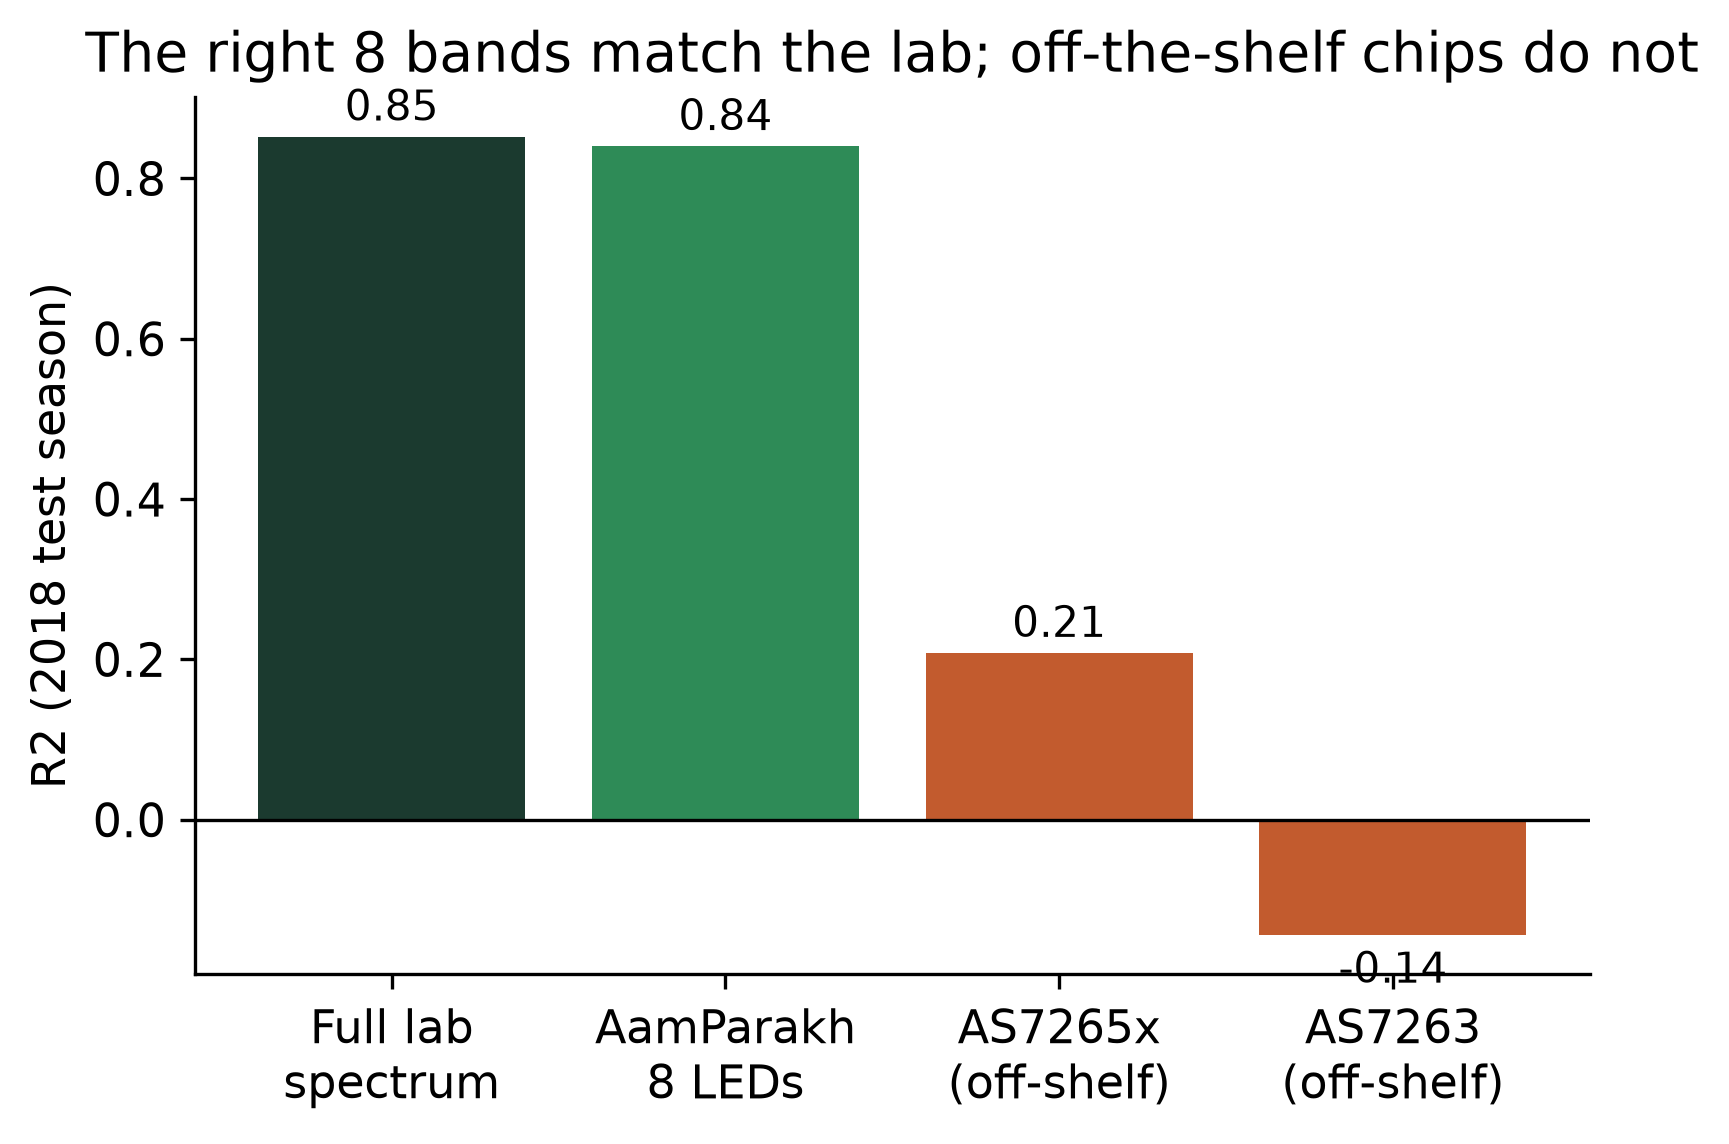 The right 8 bands match the lab; off-the-shelf chips do not
R2 (2018 test season)
0.8
0.6
0.4
0.2
0.0
0.85
0.84
0.21
-0.14
Full lab
spectrum
AamParakh
8 LEDs
AS7265x
(off-shelf)
AS7263
(off-shelf)